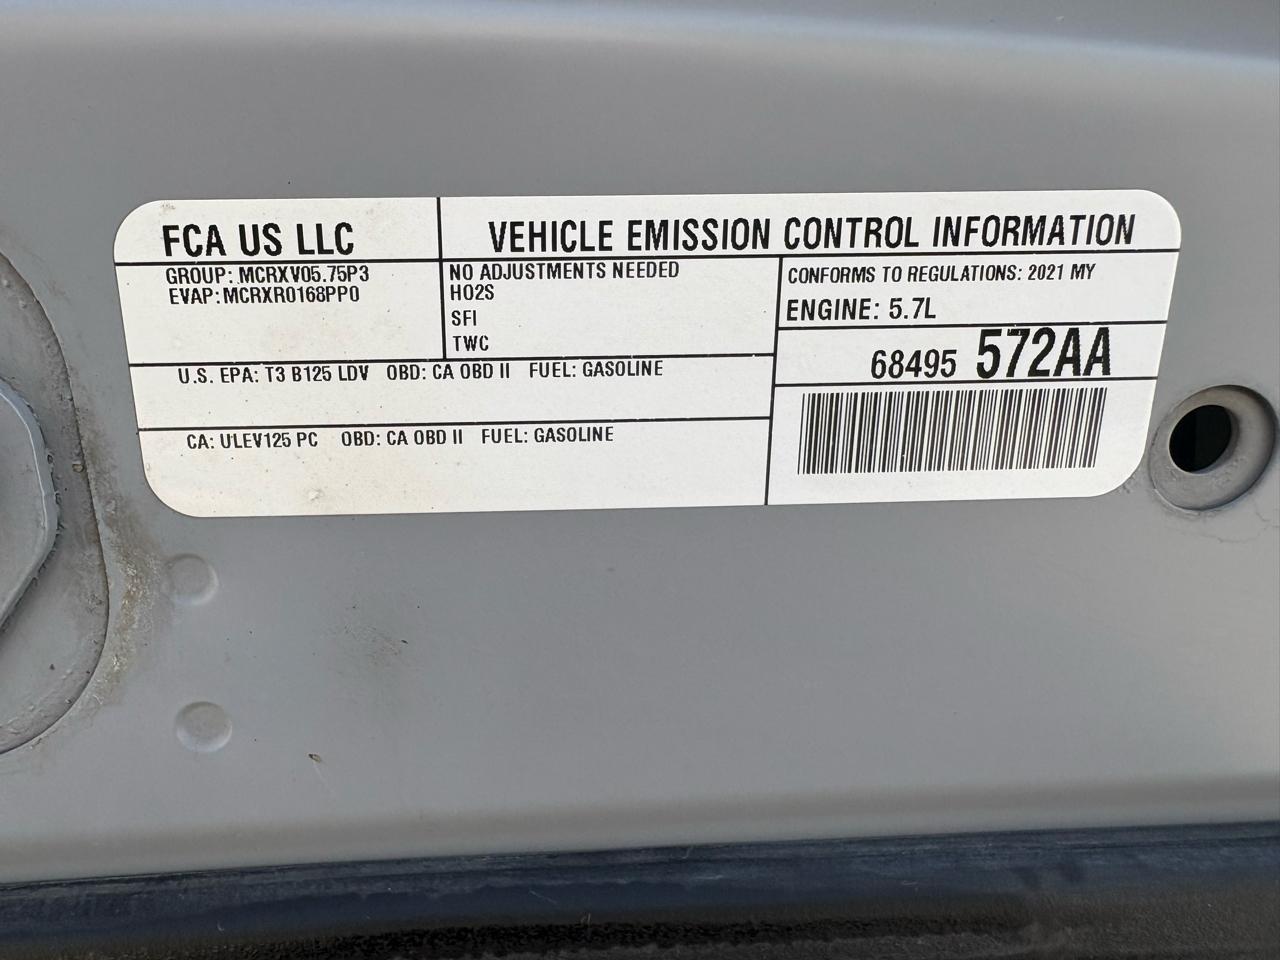 FCA US LLC
VEHICLE EMISSION CONTROL INFORMATION
GROUP: MCRXV05.75P3
EVAP: MCRXR0168PP0
NO ADJUSTMENTS NEEDED
HO2S
SFI
TWC
CONFORMS TO REGULATIONS: 2021 MY
ENGINE: 5.7L
68495 572AA
U.S. EPA: T3 B125 LDV OBD: CA OBD II FUEL: GASOLINE
CA: ULEV125 PC OBD: CA OBD II FUEL: GASOLINE